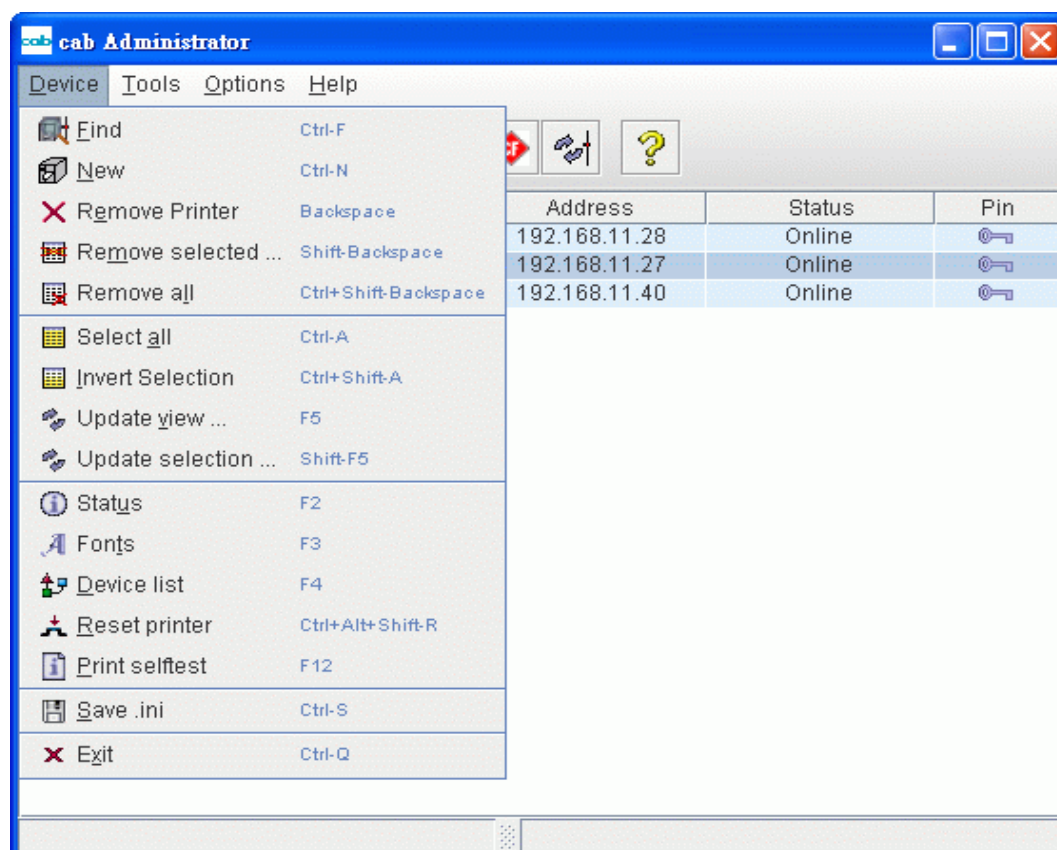 cab cab Administrator
Device Tools Options Help
Find Ctrl-F
New Ctrl-N
Remove Printer Backspace
Remove selected ... Shift-Backspace
Remove all Ctrl+Shift-Backspace
Select all Ctrl-A
Invert Selection Ctrl+Shift-A
Update view ... F5
Update selection ... Shift-F5
Status F2
Fonts F3
Device list F4
Reset printer Ctrl+Alt+Shift-R
Print selftest F12
Save .ini Ctrl-S
Exit Ctrl-Q
CF
Address Status Pin
192.168.11.28 Online
192.168.11.27 Online
192.168.11.40 Online